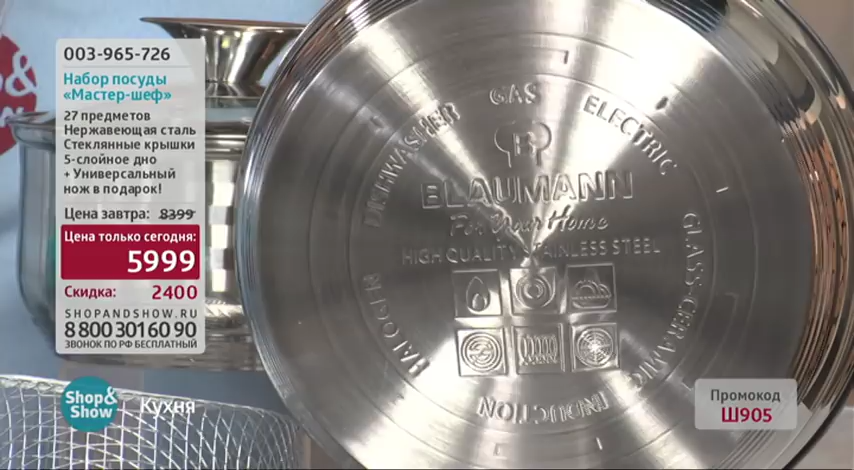 003-965-726
Набор посуды
«Мастер-шеф»
27 предметов
Нержавеющая сталь
Стеклянные крышки
5-слойное дно
+ Универсальный
нож в подарок!
Цена завтра: 8399
Цена только сегодня:
5999
Скидка: 2400
SHOPANDSHOW.RU
8 800 301 60 90
ЗВОНОК ПО РФ БЕСПЛАТНЫЙ
Shop&
Show
Кухня
Промокод
Ш905
DISHWASHER
GAS
ELECTRIC
GLASS-CERAMIC
INDUCTION
HALOGEN
BLAUMANN
For Your Home
HIGH QUALITY STAINLESS STEEL